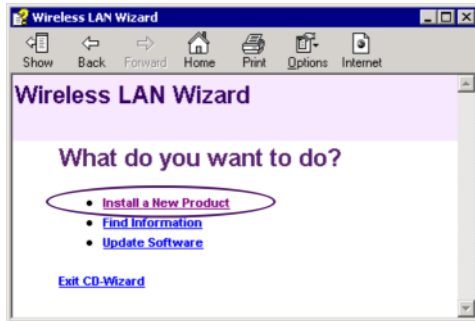 Wireless LAN Wizard
Show Back Forward Home Print Options Internet
Wireless LAN Wizard
What do you want to do?
Install a New Product
Find Information
Update Software
Exit CD-Wizard